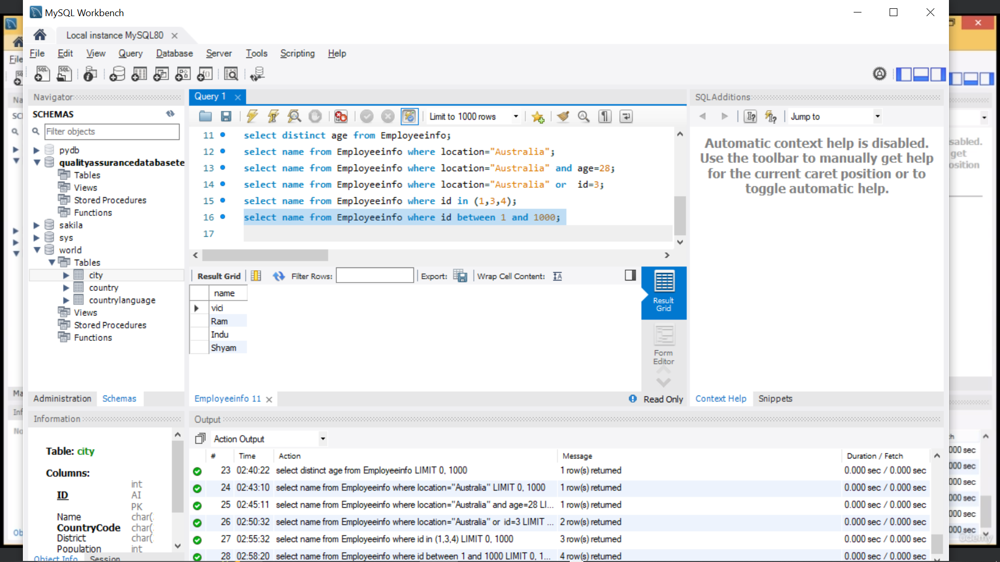 MySQL Workbench
Local instance MySQL80
File Edit View Query Database Server Tools Scripting Help
Navigator
SCHEMAS
Filter objects
pydb
qualityassurancedatabasete
Tables
Views
Stored Procedures
Functions
sakila
sys
world
Tables
city
country
countrylanguage
Views
Stored Procedures
Functions
Administration Schemas
Query 1
Limit to 1000 rows
11 select distinct age from Employeeinfo;
12 select name from Employeeinfo where location="Australia";
13 select name from Employeeinfo where location="Australia" and age=28;
14 select name from Employeeinfo where location="Australia" or  id=3;
15 select name from Employeeinfo where id in (1,3,4);
16 select name from Employeeinfo where id between 1 and 1000;
17
Result Grid Filter Rows: Export: Wrap Cell Content:
name
vici
Ram
Indu
Shyam
Result Grid
Form Editor
Employeeinfo 11
Read Only
SQLAdditions
Jump to
Automatic context help is disabled.
Use the toolbar to manually get help
for the current caret position or to
toggle automatic help.
Context Help Snippets
Information
Table: city
Columns:
ID int AI PK
Name char(
CountryCode char(
District char(
Population int
Object Info Session
Output
Action Output
# Time Action Message Duration / Fetch
23 02:40:22 select distinct age from Employeeinfo LIMIT 0, 1000 1 row(s) returned 0.000 sec / 0.000 sec
24 02:43:10 select name from Employeeinfo where location="Australia" LIMIT 0, 1000 1 row(s) returned 0.000 sec / 0.000 sec
25 02:45:11 select name from Employeeinfo where location="Australia" and age=28 LI... 1 row(s) returned 0.000 sec / 0.000 sec
26 02:50:32 select name from Employeeinfo where location="Australia" or  id=3 LIMIT ... 2 row(s) returned 0.000 sec / 0.000 sec
27 02:55:32 select name from Employeeinfo where id in (1,3,4) LIMIT 0, 1000 3 row(s) returned 0.000 sec / 0.000 sec
28 02:58:20 select name from Employeeinfo where id between 1 and 1000 LIMIT 0, 1... 4 row(s) returned 0.000 sec / 0.000 sec
udemy